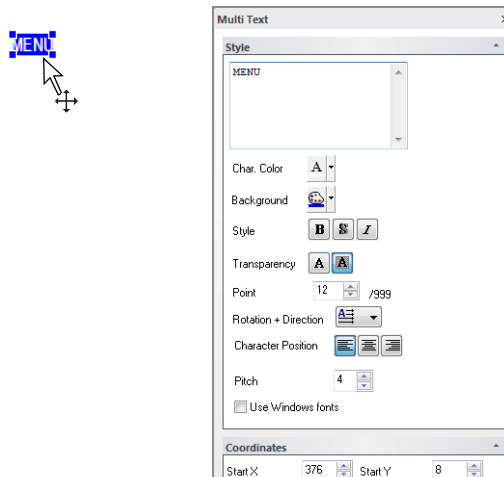 MENU
Multi Text
Style
MENU
Char. Color A
Background
Style B S I
Transparency A A
Point 12 /999
Rotation + Direction A
Character Position
Pitch 4
Use Windows fonts
Coordinates
Start X 376 Start Y 8